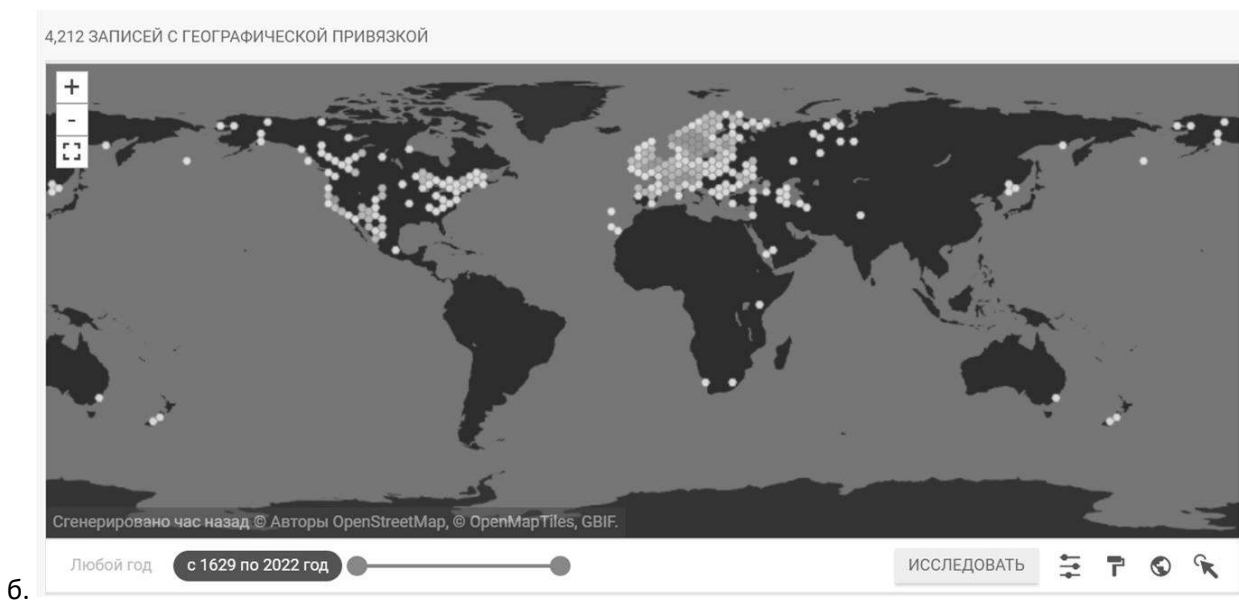 4,212 ЗАПИСЕЙ С ГЕОГРАФИЧЕСКОЙ ПРИВЯЗКОЙ
+
-
Сгенерировано час назад © Авторы OpenStreetMap, © OpenMapTiles, GBIF.
Любой год с 1629 по 2022 год ИССЛЕДОВАТЬ
б.